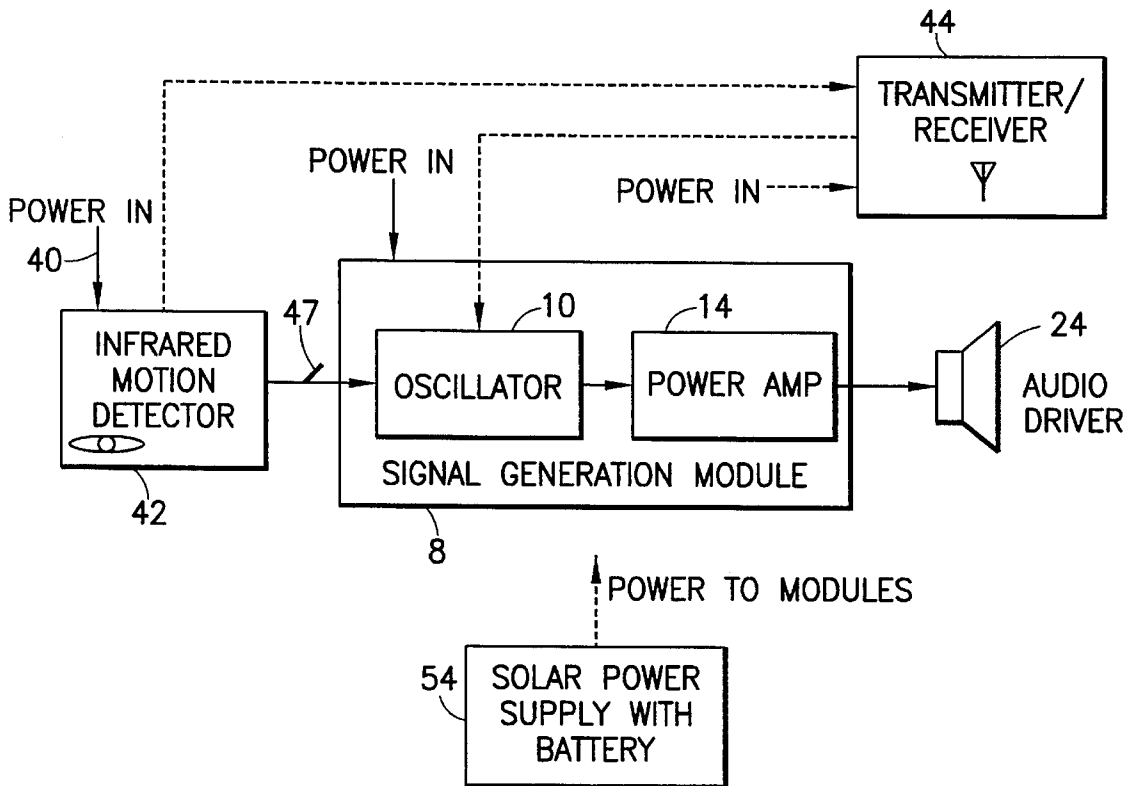 44
TRANSMITTER/
RECEIVER
POWER IN
POWER IN
POWER IN
40
47
10
14
24
INFRARED
MOTION
DETECTOR
OSCILLATOR
POWER AMP
AUDIO
DRIVER
SIGNAL GENERATION MODULE
42
8
POWER TO MODULES
54
SOLAR POWER
SUPPLY WITH
BATTERY